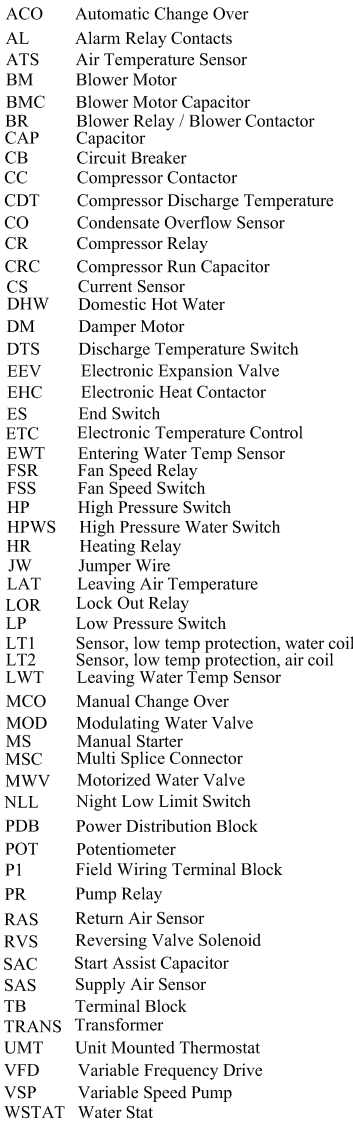 ACO Automatic Change Over
AL Alarm Relay Contacts
ATS Air Temperature Sensor
BM Blower Motor
BMC Blower Motor Capacitor
BR Blower Relay / Blower Contactor
CAP Capacitor
CB Circuit Breaker
CC Compressor Contactor
CDT Compressor Discharge Temperature
CO Condensate Overflow Sensor
CR Compressor Relay
CRC Compressor Run Capacitor
CS Current Sensor
DHW Domestic Hot Water
DM Damper Motor
DTS Discharge Temperature Switch
EEV Electronic Expansion Valve
EHC Electronic Heat Contactor
ES End Switch
ETC Electronic Temperature Control
EWT Entering Water Temp Sensor
FSR Fan Speed Relay
FSS Fan Speed Switch
HP High Pressure Switch
HPWS High Pressure Water Switch
HR Heating Relay
JW Jumper Wire
LAT Leaving Air Temperature
LOR Lock Out Relay
LP Low Pressure Switch
LT1 Sensor, low temp protection, water coil
LT2 Sensor, low temp protection, air coil
LWT Leaving Water Temp Sensor
MCO Manual Change Over
MOD Modulating Water Valve
MS Manual Starter
MSC Multi Splice Connector
MWV Motorized Water Valve
NLL Night Low Limit Switch
PDB Power Distribution Block
POT Potentiometer
P1 Field Wiring Terminal Block
PR Pump Relay
RAS Return Air Sensor
RVS Reversing Valve Solenoid
SAC Start Assist Capacitor
SAS Supply Air Sensor
TB Terminal Block
TRANS Transformer
UMT Unit Mounted Thermostat
VFD Variable Frequency Drive
VSP Variable Speed Pump
WSTAT Water Stat